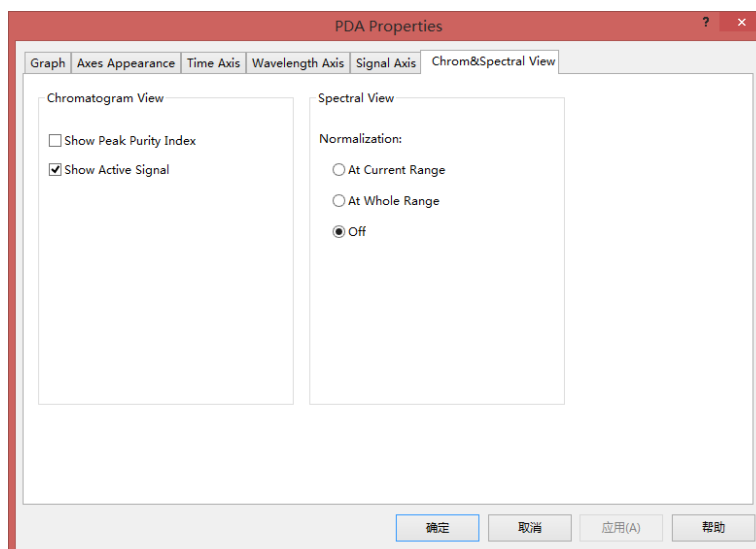 PDA Properties
? ×
Graph Axes Appearance Time Axis Wavelength Axis Signal Axis Chrom&Spectral View
Chromatogram View
Show Peak Purity Index
Show Active Signal
Spectral View
Normalization:
At Current Range
At Whole Range
Off
确定 取消 应用(A) 帮助